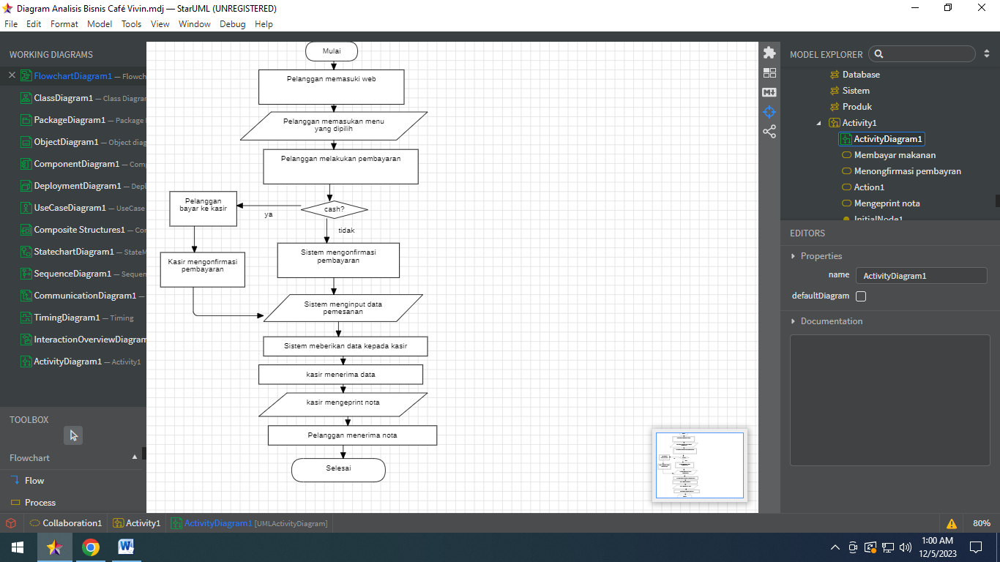 Diagram Analisis Bisnis Café Vivin.mdj — StarUML (UNREGISTERED)
File Edit Format Model Tools View Window Debug Help
WORKING DIAGRAMS
FlowchartDiagram1 — Flowch
ClassDiagram1 — Class Diagra
PackageDiagram1 — Package
ObjectDiagram1 — Object diag
ComponentDiagram1 — Com
DeploymentDiagram1 — Depl
UseCaseDiagram1 — UseCase
Composite Structures1 — Co
StatechartDiagram1 — StateM
SequenceDiagram1 — Sequen
CommunicationDiagram1 —
TimingDiagram1 — Timing
InteractionOverviewDiagram
ActivityDiagram1 — Activity1
TOOLBOX
Flowchart
Flow
Process
Mulai
Pelanggan memasuki web
Pelanggan memasukan menu
yang dipilih
Pelanggan melakukan pembayaran
Pelanggan
bayar ke kasir
ya
cash?
tidak
Kasir mengonfirmasi
pembayaran
Sistem mengonfirmasi
pembayaran
Sistem menginput data
pemesanan
Sistem meberikan data kepada kasir
kasir menerima data
kasir mengeprint nota
Pelanggan menerima nota
Selesai
MODEL EXPLORER
Database
Sistem
Produk
Activity1
ActivityDiagram1
Membayar makanan
Menongfirmasi pembayran
Action1
Mengeprint nota
InitialNode1
EDITORS
Properties
name ActivityDiagram1
defaultDiagram
Documentation
Collaboration1 Activity1 ActivityDiagram1 [UMLActivityDiagram]
80%
1:00 AM
12/5/2023